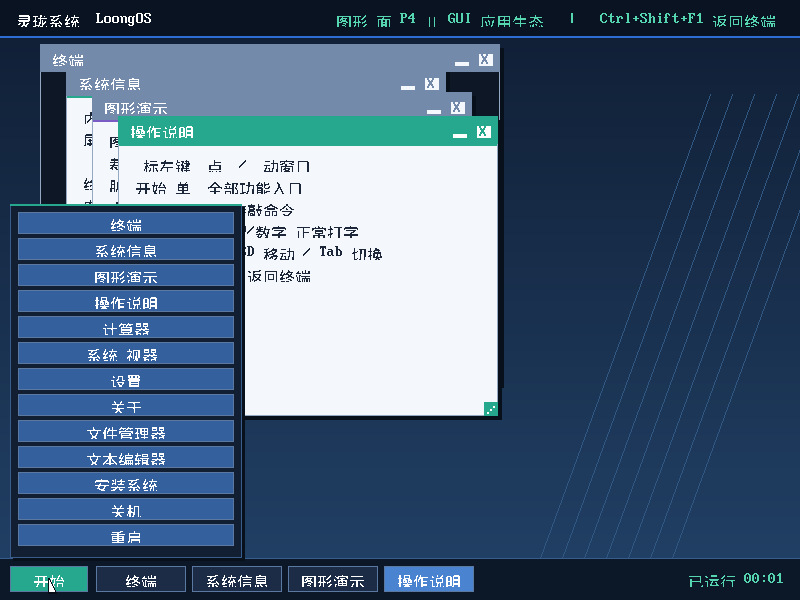 灵珑系统 LoongOS
图形 面 P4 || GUI 应用生态 | Ctrl+Shift+F1 返回终端
终端
系统信息
图形演示
操作说明
标左键 点 / 动窗口
开始 单 全部功能入口
敲命令
/数字 正常打字
SD 移动 / Tab 切换
返回终端
终端
系统信息
图形演示
操作说明
计算器
系统 视器
设置
关于
文件管理器
文本编辑器
安装系统
关机
重启
开始 终端 系统信息 图形演示 操作说明 已运行 00:01